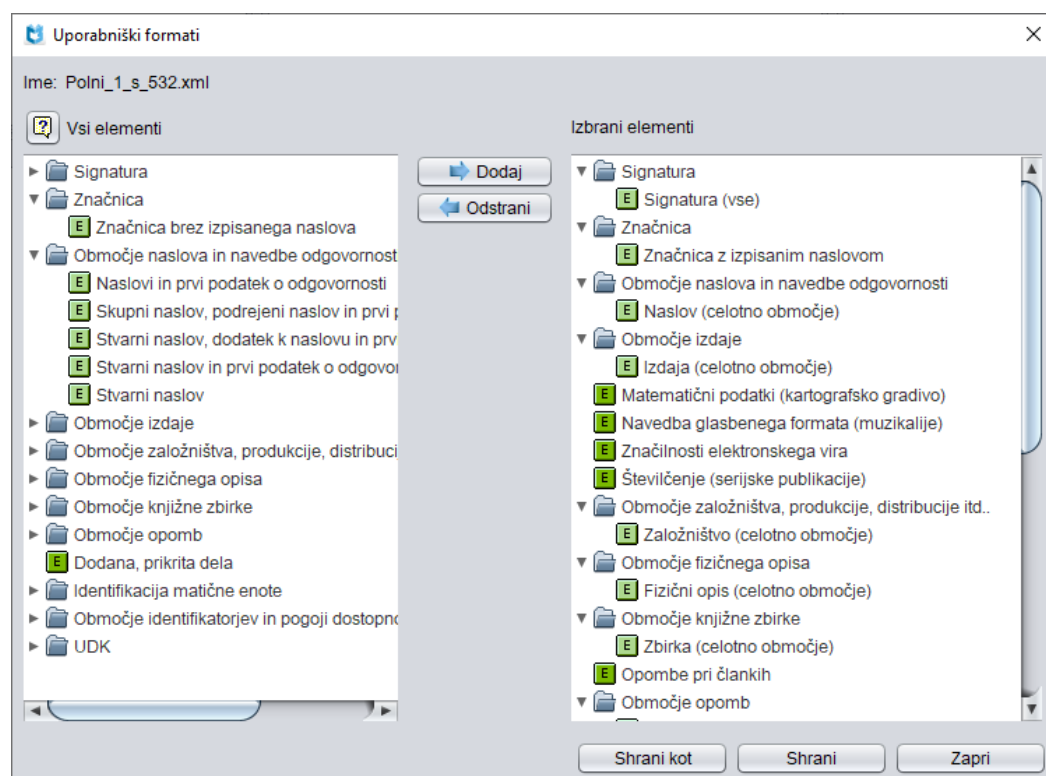 Uporabniški formati
Ime: Polni_1_s_532.xml
Vsi elementi
Signatura
Značnica
E Značnica brez izpisanega naslova
Območje naslova in navedbe odgovornost
E Naslovi in prvi podatek o odgovornosti
E Skupni naslov, podrejeni naslov in prvi
E Stvarni naslov, dodatek k naslovu in prv
E Stvarni naslov in prvi podatek o odgovor
E Stvarni naslov
Območje izdaje
Območje založništva, produkcije, distribuci
Območje fizičnega opisa
Območje knjižne zbirke
Območje opomb
E Dodana, prikrita dela
Identifikacija matične enote
Območje identifikatorjev in pogoji dostopno
UDK
Dodaj
Odstrani
Izbrani elementi
Signatura
E Signatura (vse)
Značnica
E Značnica z izpisanim naslovom
Območje naslova in navedbe odgovornosti
E Naslov (celotno območje)
Območje izdaje
E Izdaja (celotno območje)
E Matematični podatki (kartografsko gradivo)
E Navedba glasbenega formata (muzikalije)
E Značilnosti elektronskega vira
E Številčenje (serijske publikacije)
Območje založništva, produkcije, distribucije itd..
E Založništvo (celotno območje)
Območje fizičnega opisa
E Fizični opis (celotno območje)
Območje knjižne zbirke
E Zbirka (celotno območje)
E Opombe pri člankih
Območje opomb
Shrani kot
Shrani
Zapri